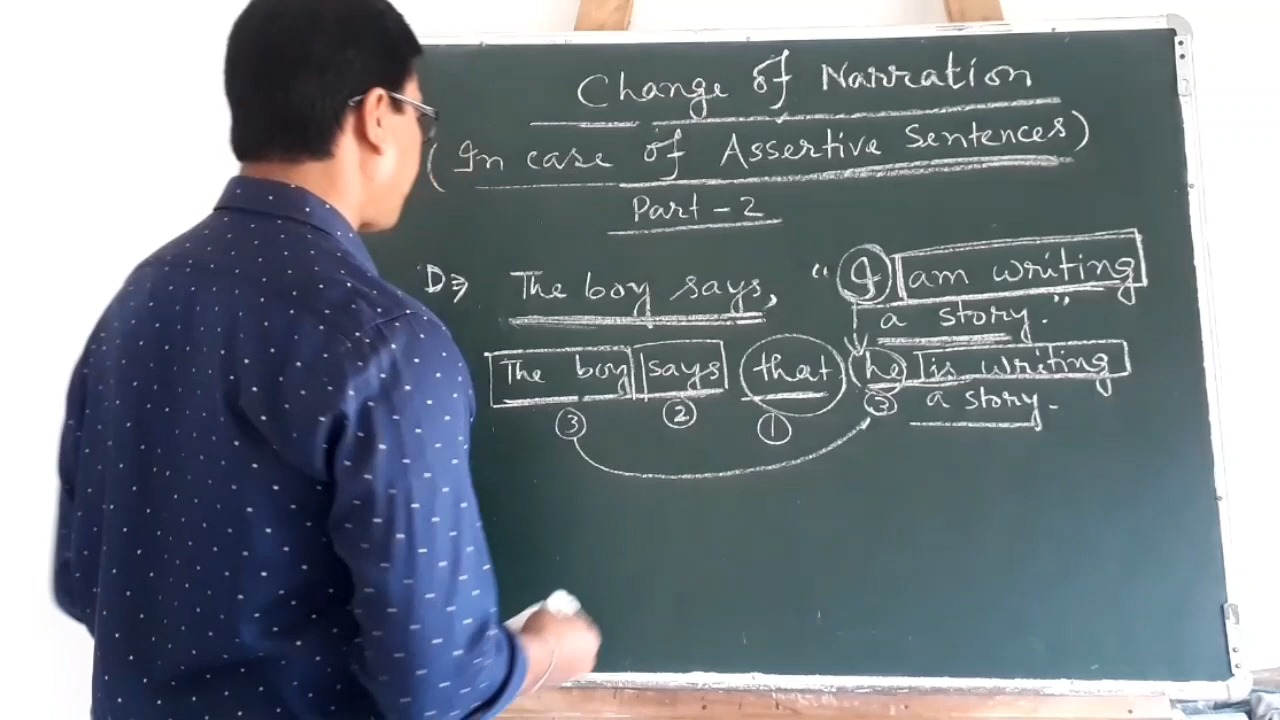 Change of Narration
(In case of Assertive Sentences)
Part - 2
D⇒ The boy says, "I am writing
a story."
The boy says that he is writing
a story.
③ ② ① ③